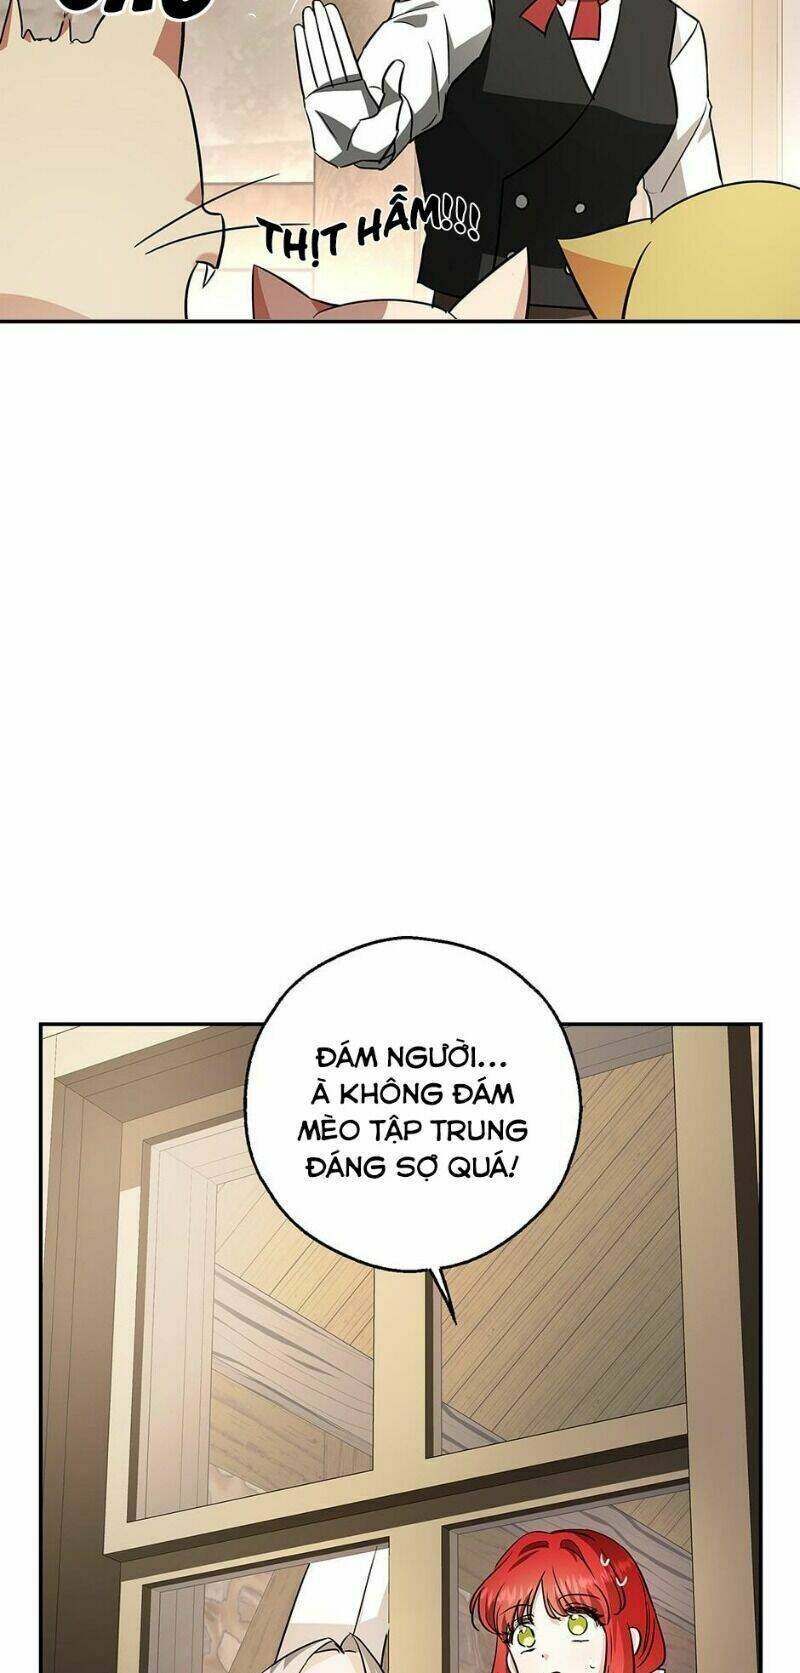 THỊT HẦM!!!
ĐÁM NGƯỜI...
À KHÔNG ĐÁM
MÈO TẬP TRUNG
ĐÁNG SỢ QUÁ!